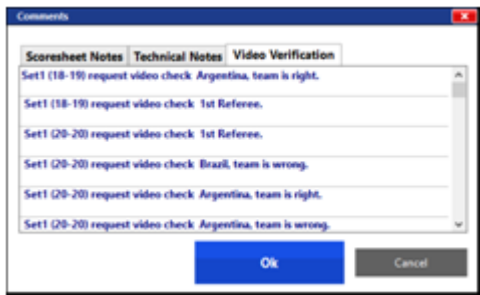 Comments
Scoresheet Notes Technical Notes Video Verification
Set1 (18-19) request video check Argentina, team is right.
Set1 (18-19) request video check 1st Referee.
Set1 (20-20) request video check 1st Referee.
Set1 (20-20) request video check Brazil, team is wrong.
Set1 (20-20) request video check Argentina, team is right.
Set1 (20-20) request video check Argentina, team is wrong.
Ok Cancel